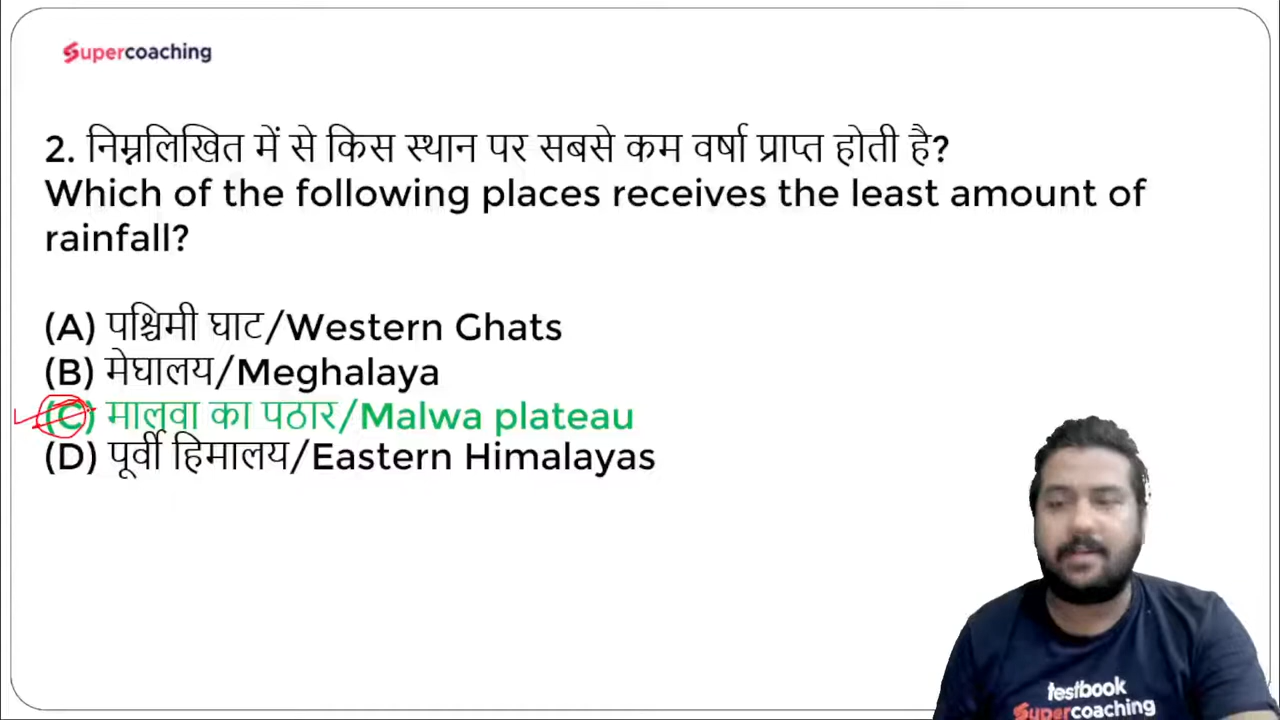 Supercoaching
2. निम्नलिखित में से किस स्थान पर सबसे कम वर्षा प्राप्त होती है?
Which of the following places receives the least amount of
rainfall?
(A) पश्चिमी घाट/Western Ghats
(B) मेघालय/Meghalaya
(C) मालवा का पठार/Malwa plateau
(D) पूर्वी हिमालय/Eastern Himalayas
testbook
Supercoaching